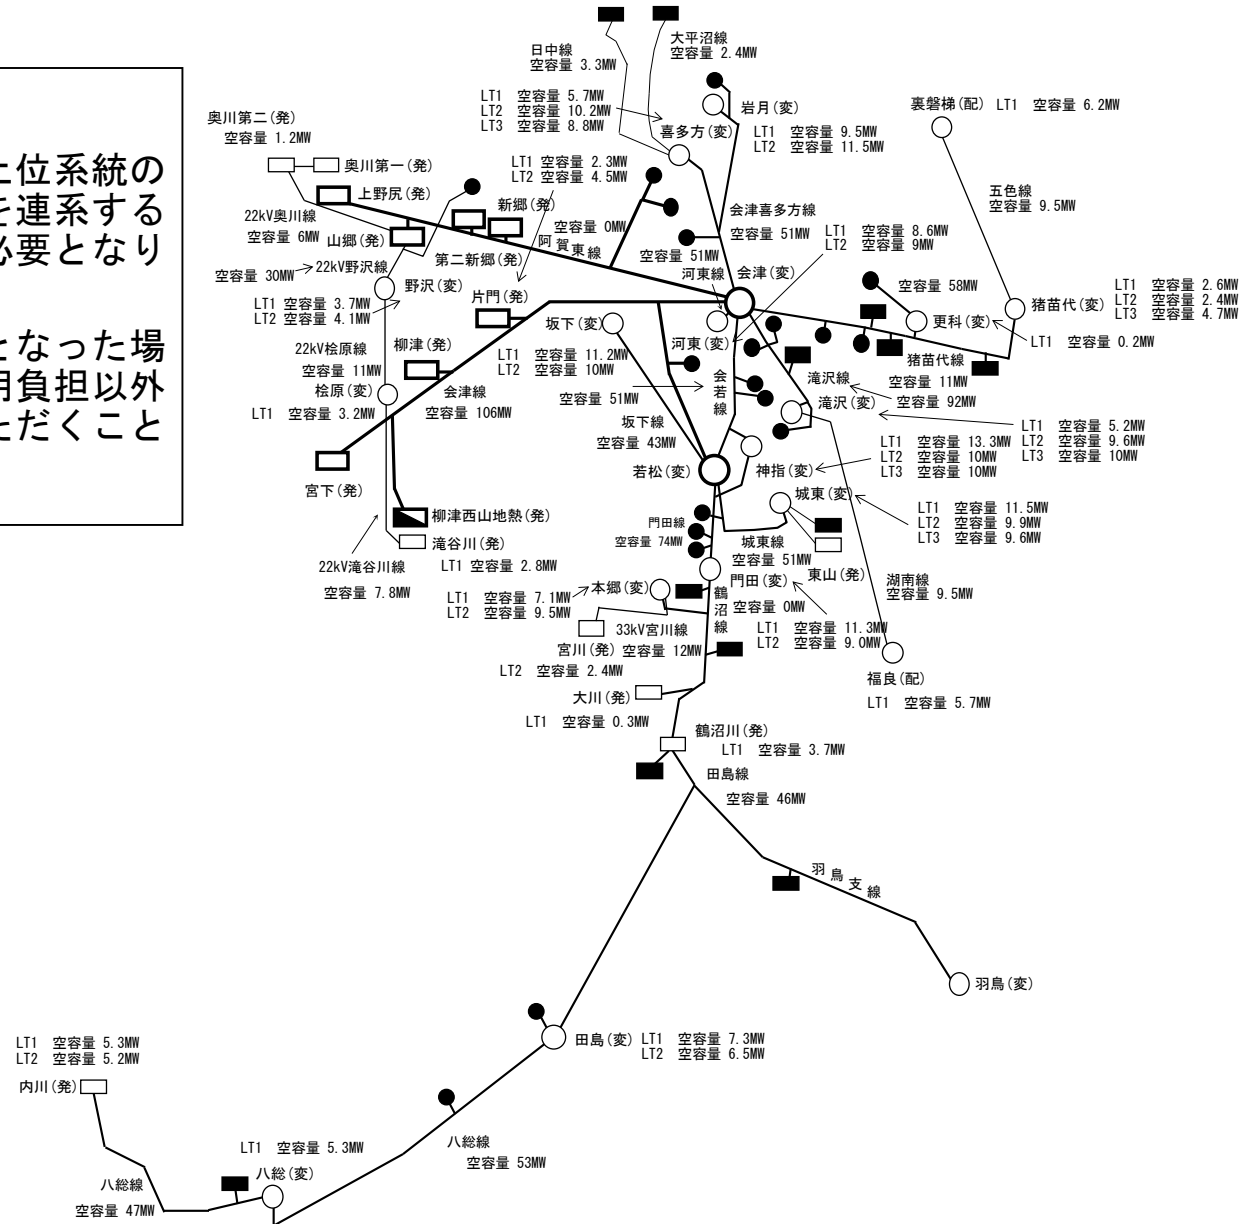 上位系統の
を連系する
必要となり
となった場
用負担以外
ただくこと
日中線
空容量 3.3MW
大平沼線
空容量 2.4MW
LT1 空容量 5.7MW
LT2 空容量 10.2MW
LT3 空容量 8.8MW
喜多方(変)
岩月(変)
LT1 空容量 9.5MW
LT2 空容量 11.5MW
裏磐梯(配) LT1 空容量 6.2MW
奥川第二(発)
空容量 1.2MW
奥川第一(発)
上野尻(発)
LT1 空容量 2.3MW
LT2 空容量 4.5MW
新郷(発)
22kV奥川線
空容量 6MW
山郷(発)
第二新郷(発)
空容量 0MW
阿賀東線
会津喜多方線
空容量 51MW
LT1 空容量 8.6MW
LT2 空容量 9MW
五色線
空容量 9.5MW
空容量 51MW
河東線
会津(変)
空容量 30MW
22kV野沢線
野沢(変)
LT1 空容量 3.7MW
LT2 空容量 4.1MW
片門(発)
坂下(変)
河東(変)
空容量 58MW
更科(変)
猪苗代(変)
LT1 空容量 2.6MW
LT2 空容量 2.4MW
LT3 空容量 4.7MW
LT1 空容量 0.2MW
猪苗代線
空容量 11MW
22kV桧原線
空容量 11MW
桧原(変)
LT1 空容量 3.2MW
柳津(発)
会津線
空容量 106MW
LT1 空容量 11.2MW
LT2 空容量 10MW
空容量 51MW
会若線
坂下線
空容量 43MW
滝沢線
空容量 92MW
滝沢(変)
LT1 空容量 5.2MW
LT2 空容量 9.6MW
LT3 空容量 10MW
LT1 空容量 13.3MW
LT2 空容量 10MW
LT3 空容量 10MW
若松(変)
神指(変)
宮下(発)
城東(変)
LT1 空容量 11.5MW
LT2 空容量 9.9MW
LT3 空容量 9.6MW
柳津西山地熱(発)
滝谷川(発)
LT1 空容量 2.8MW
22kV滝谷川線
空容量 7.8MW
門田線
空容量 74MW
城東線
空容量 51MW
東山(発)
湖南線
空容量 9.5MW
門田(変)
本郷(変)
LT1 空容量 7.1MW
LT2 空容量 9.5MW
鶴沼線
空容量 0MW
LT1 空容量 11.3MW
LT2 空容量 9.0MW
33kV宮川線
空容量 12MW
宮川(発)
LT2 空容量 2.4MW
大川(発)
LT1 空容量 0.3MW
福良(配)
LT1 空容量 5.7MW
鶴沼川(発)
LT1 空容量 3.7MW
田島線
空容量 46MW
羽鳥支線
羽鳥(変)
田島(変)
LT1 空容量 7.3MW
LT2 空容量 6.5MW
LT1 空容量 5.3MW
LT2 空容量 5.2MW
内川(発)
八総線
空容量 53MW
LT1 空容量 5.3MW
八総(変)
八総線
空容量 47MW